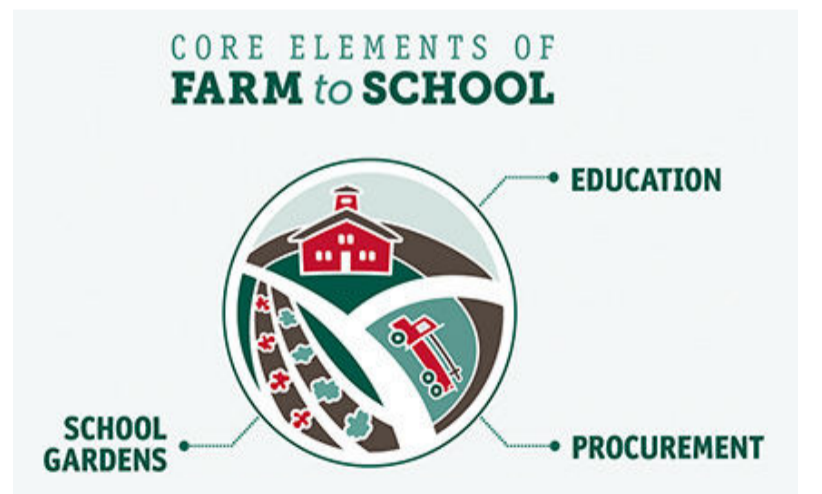 CORE ELEMENTS OF
FARM to SCHOOL
EDUCATION
SCHOOL
GARDENS
PROCUREMENT